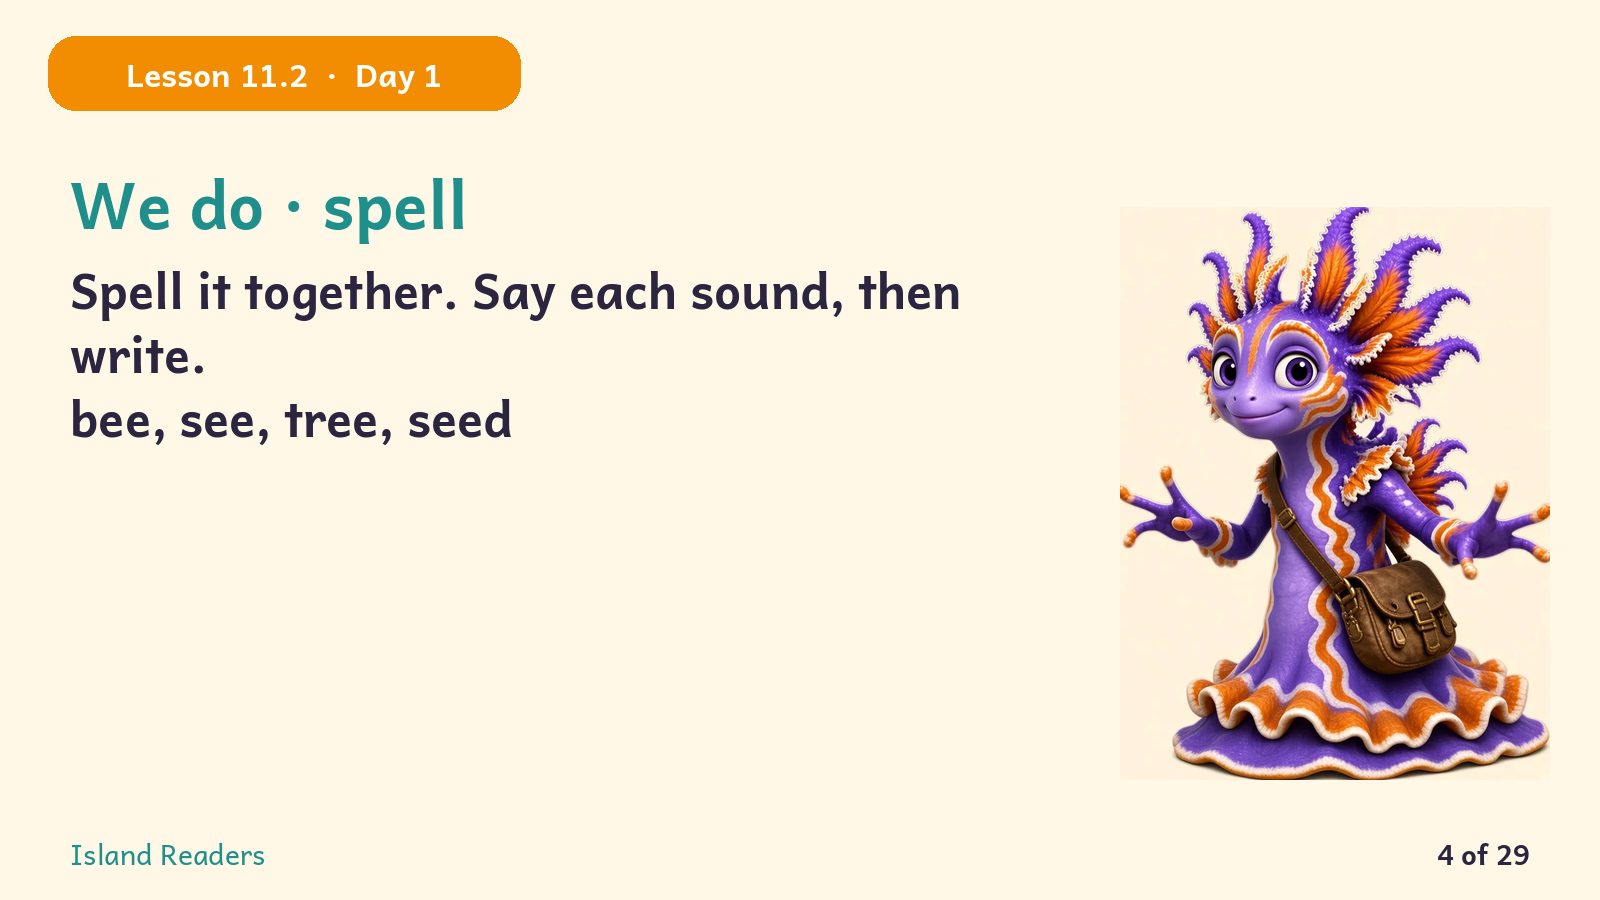 Lesson 11.2 · Day 1
We do · spell
Spell it together. Say each sound, then
write.
bee, see, tree, seed
Island Readers
4 of 29